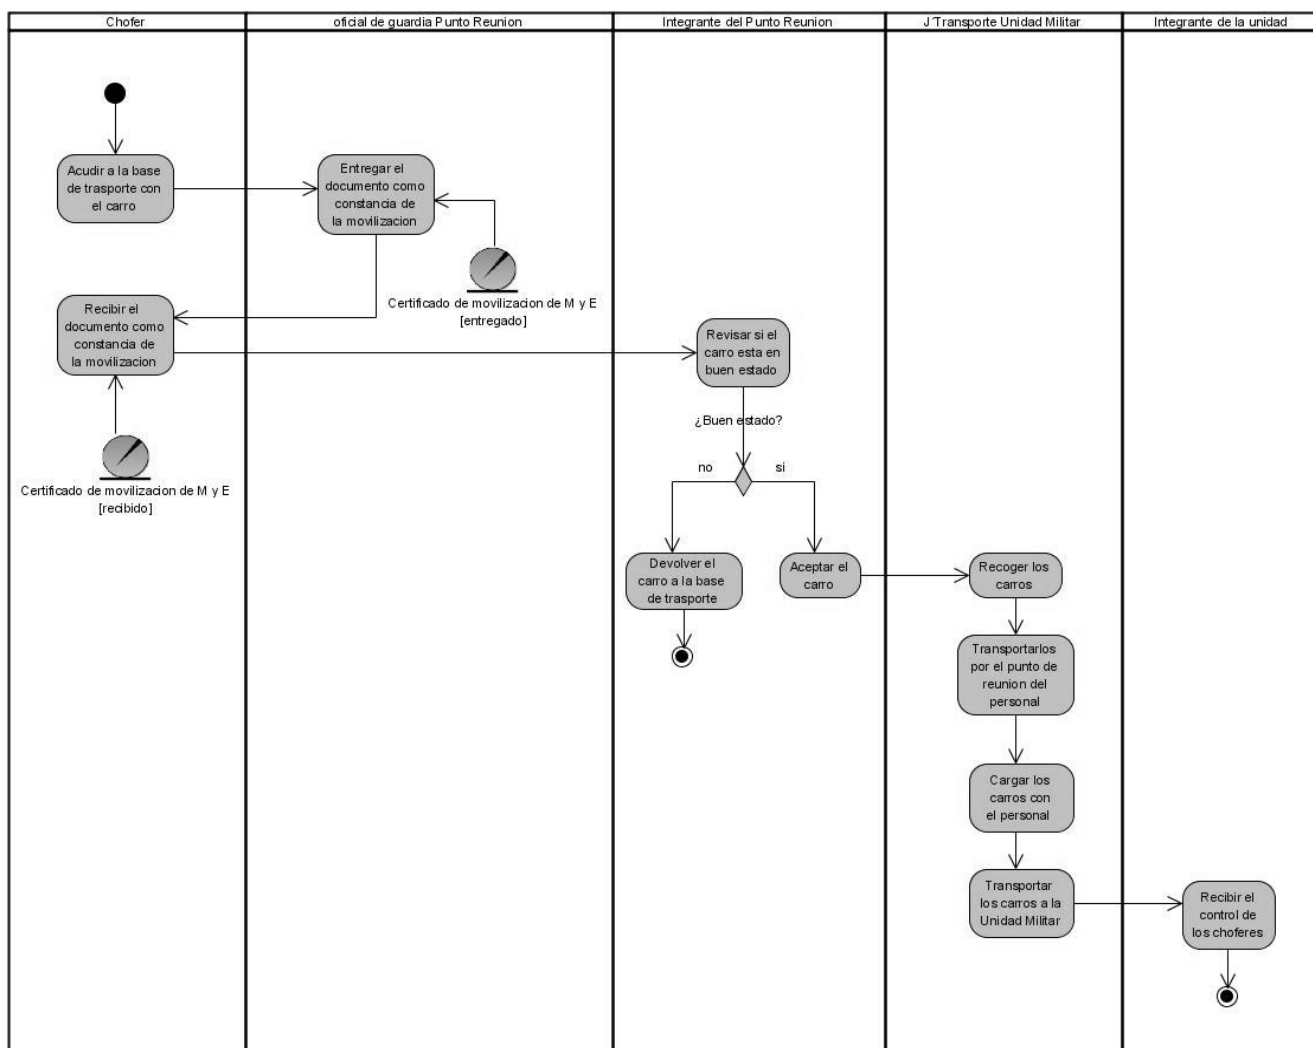 Chofer
oficial de guardia Punto Reunion
Integrante del Punto Reunion
J´Transporte Unidad Militar
Integrante de la unidad
Acudir a la base
de trasporte con
el carro
Entregar el
documento como
constancia de
la movilizacion
Certificado de movilizacion de M y E
[entregado]
Recibir el
documento como
constancia de
la movilizacion
Certificado de movilizacion de M y E
[recibido]
Revisar si el
carro esta en
buen estado
¿Buen estado?
no
si
Devolver el
carro a la base
de trasporte
Aceptar el
carro
Recoger los
carros
Transportarlos
por el punto de
reunion del
personal
Cargar los
carros con
el personal
Transportar
los carros a la
Unidad Militar
Recibir el
control de
los choferes